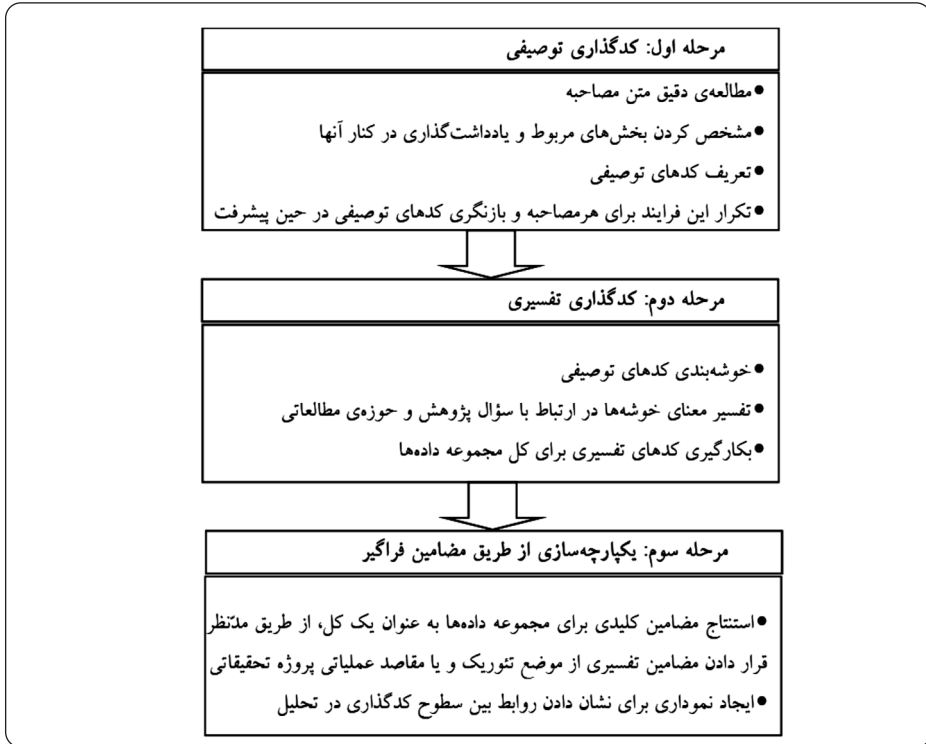 مرحله اول: کدگذاری توصیفی
●مطالعه‌ی دقیق متن مصاحبه
●مشخص کردن بخش‌های مربوط و یادداشت‌گذاری در کنار آنها
●تعریف کدهای توصیفی
●تکرار این فرایند برای هرمصاحبه و بازنگری کدهای توصیفی در حین پیشرفت
مرحله دوم: کدگذاری تفسیری
●خوشه‌بندی کدهای توصیفی
●تفسیر معنای خوشه‌ها در ارتباط با سؤال پژوهش و حوزه‌ی مطالعاتی
●بکارگیری کدهای تفسیری برای کل مجموعه داده‌ها
مرحله سوم: یکپارچه‌سازی از طریق مضامین فراگیر
●استنتاج مضامین کلیدی برای مجموعه داده‌ها به عنوان یک کل، از طریق مدّنظر
قرار دادن مضامین تفسیری از موضع تئوریک و یا مقاصد عملیاتی پروژه تحقیقاتی
●ایجاد نموداری برای نشان دادن روابط بین سطوح کدگذاری در تحلیل